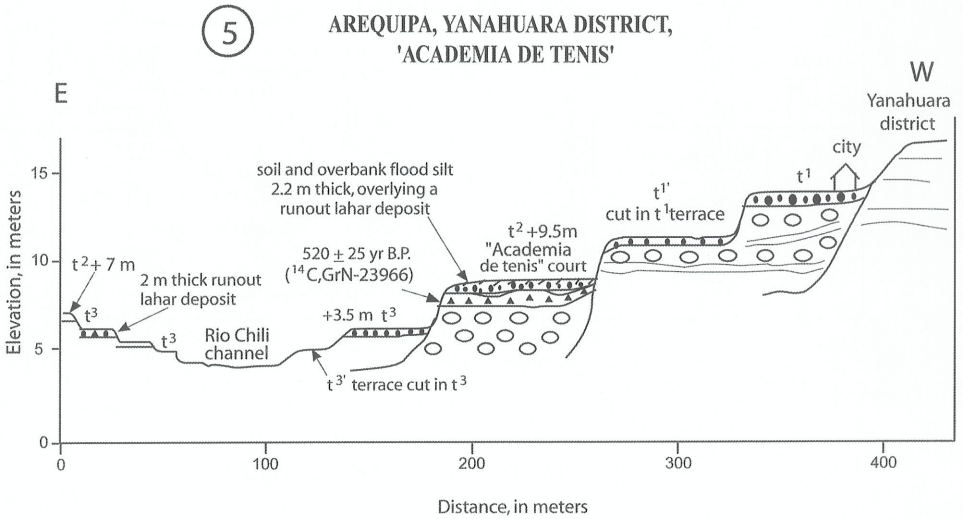 5
AREQUIPA, YANAHUARA DISTRICT,
'ACADEMIA DE TENIS'
E
W
Yanahuara
district
city
soil and overbank flood silt
2.2 m thick, overlying a
runout lahar deposit
t¹
t¹'
cut in t¹terrace
t² +9.5m
"Academia
de tenis" court
520 ± 25 yr B.P.
(¹⁴C,GrN-23966)
t²+ 7 m
2 m thick runout
lahar deposit
t³
t³
Rio Chili
channel
+3.5 m t³
t³' terrace cut in t³
Elevation, in meters
15
10
5
0
0
100
200
300
400
Distance, in meters